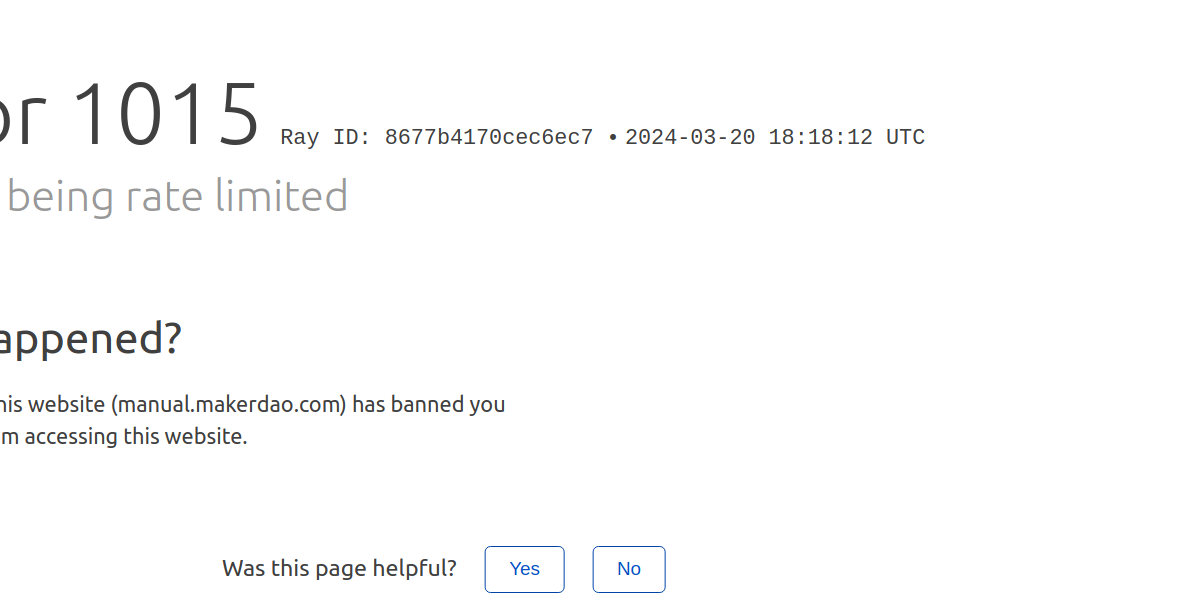 or 1015 Ray ID: 8677b4170cec6ec7 • 2024-03-20 18:18:12 UTC
being rate limited
appened?
his website (manual.makerdao.com) has banned you
m accessing this website.
Was this page helpful? Yes No